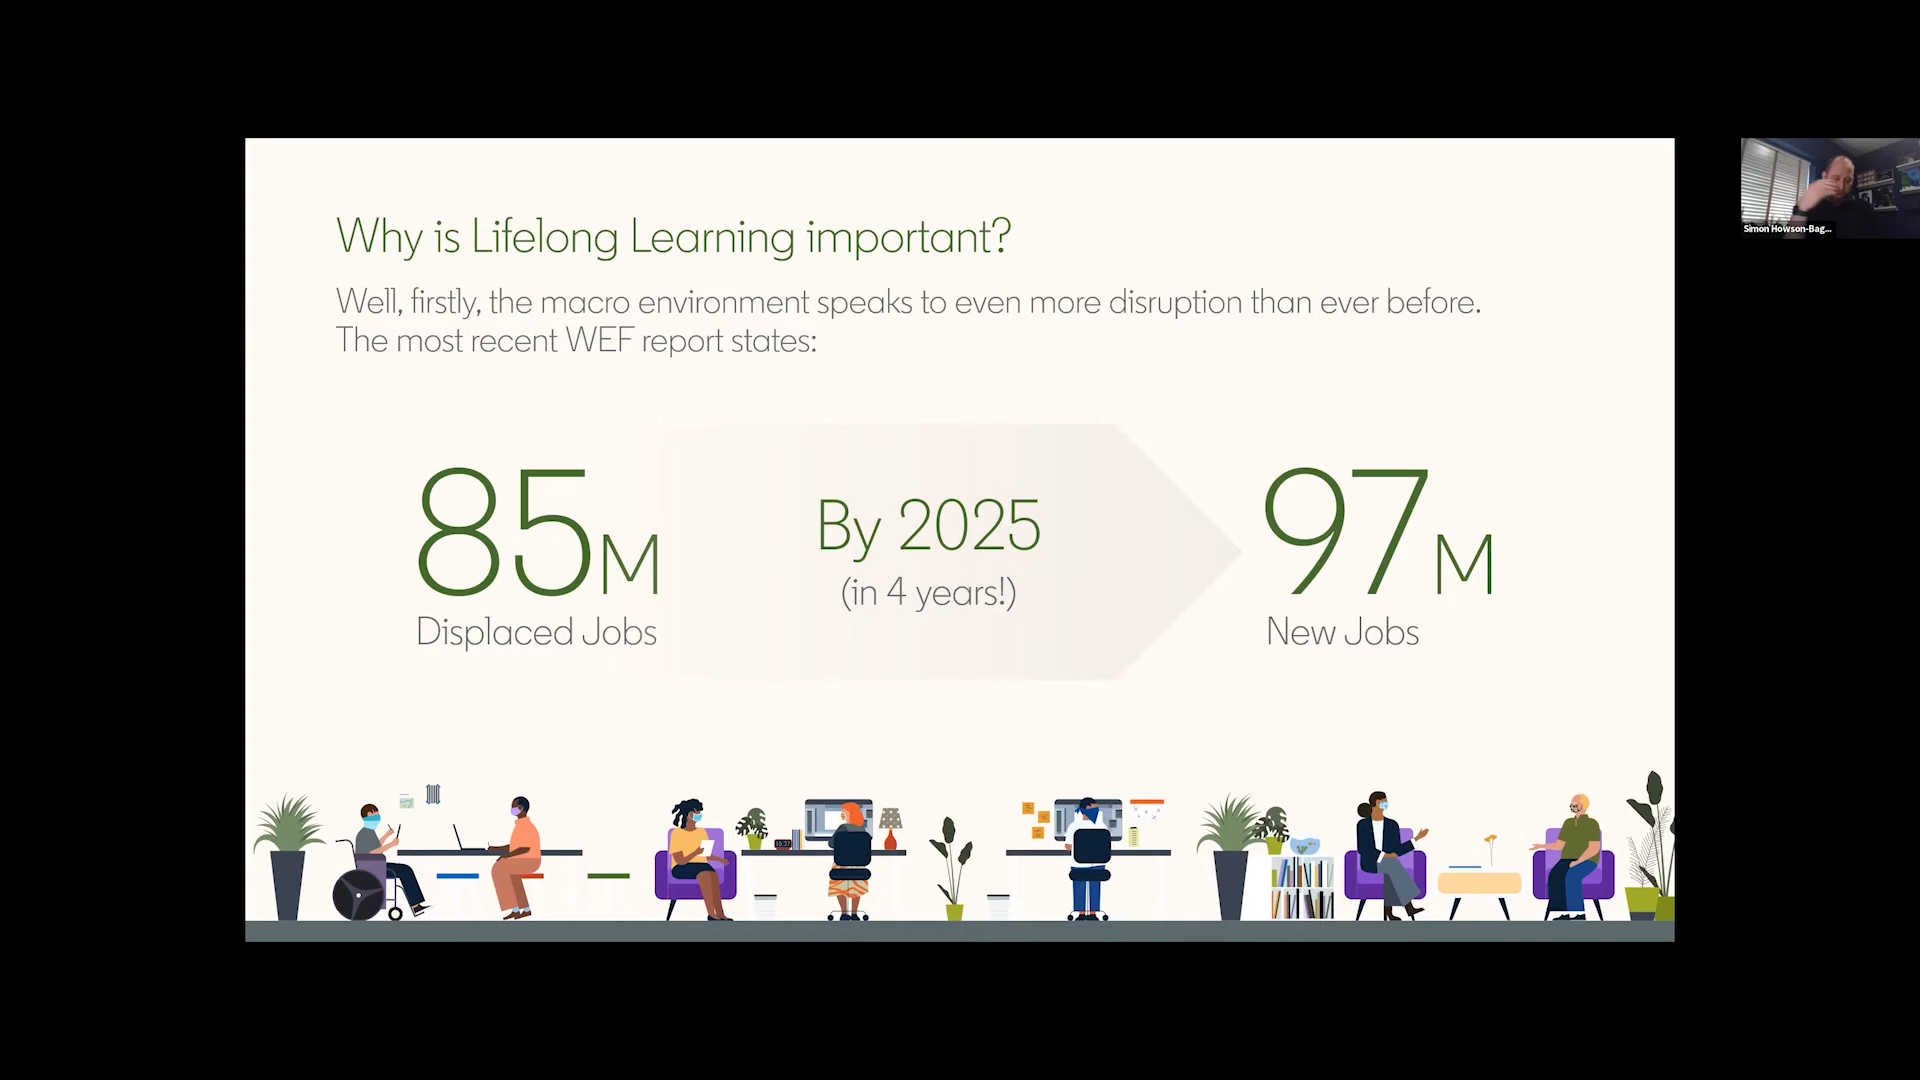 Why is Lifelong Learning important?
Well, firstly, the macro environment speaks to even more disruption than ever before.
The most recent WEF report states:
85M
Displaced Jobs
By 2025
(in 4 years!)
97M
New Jobs
Simon Howson-Bag...